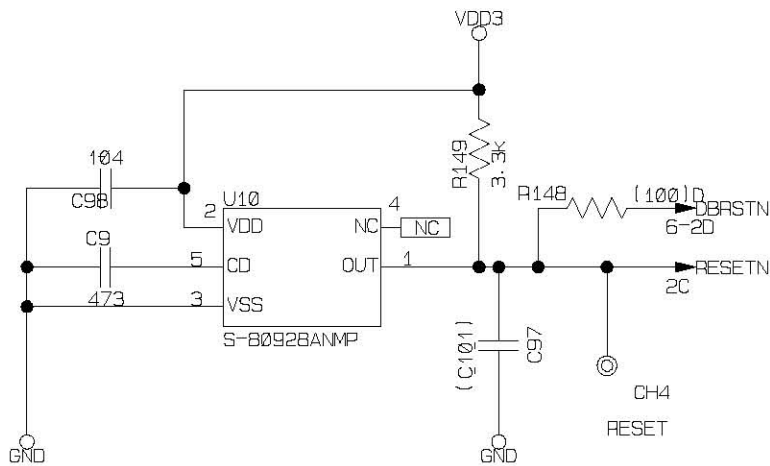 VDD3
104
C98
R149
3.3K
U10
4
R148
(100)D
DBRSTN
6-2D
2
VDD
NC
NC
C9
5
CD
OUT
1
RESETN
2C
473
3
VSS
S-80928ANMP
(C101)
C97
CH4
RESET
GND
GND